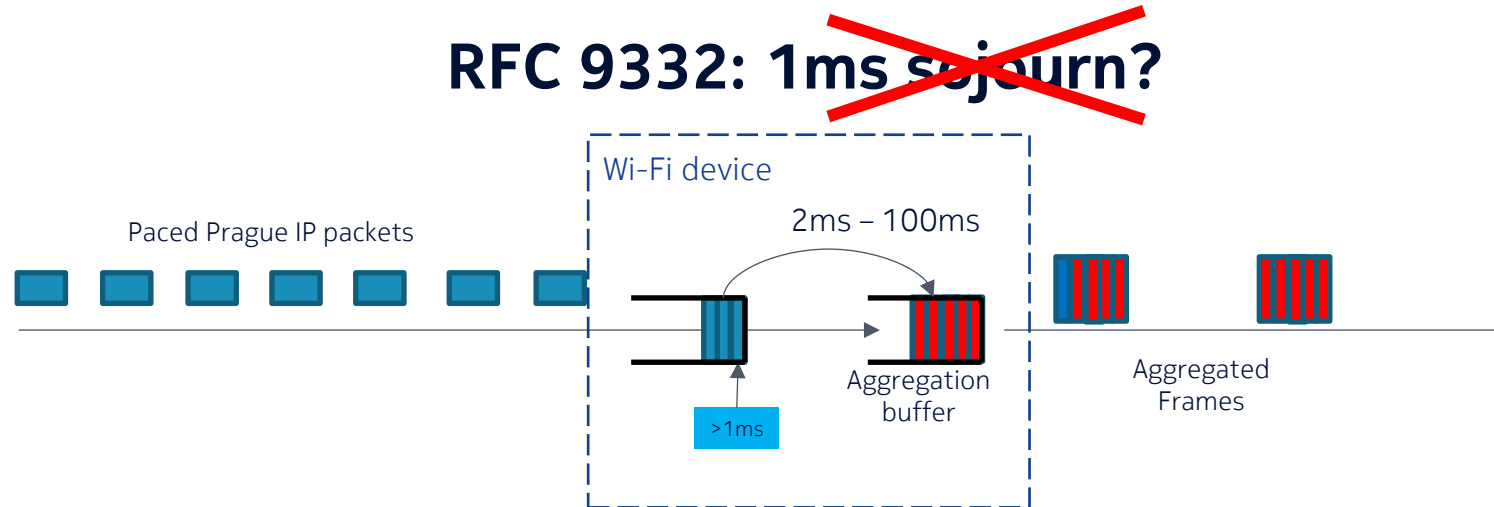 RFC 9332: 1ms sojourn?
Wi-Fi device
2ms – 100ms
Paced Prague IP packets
Aggregation
buffer
Aggregated
Frames
>1ms